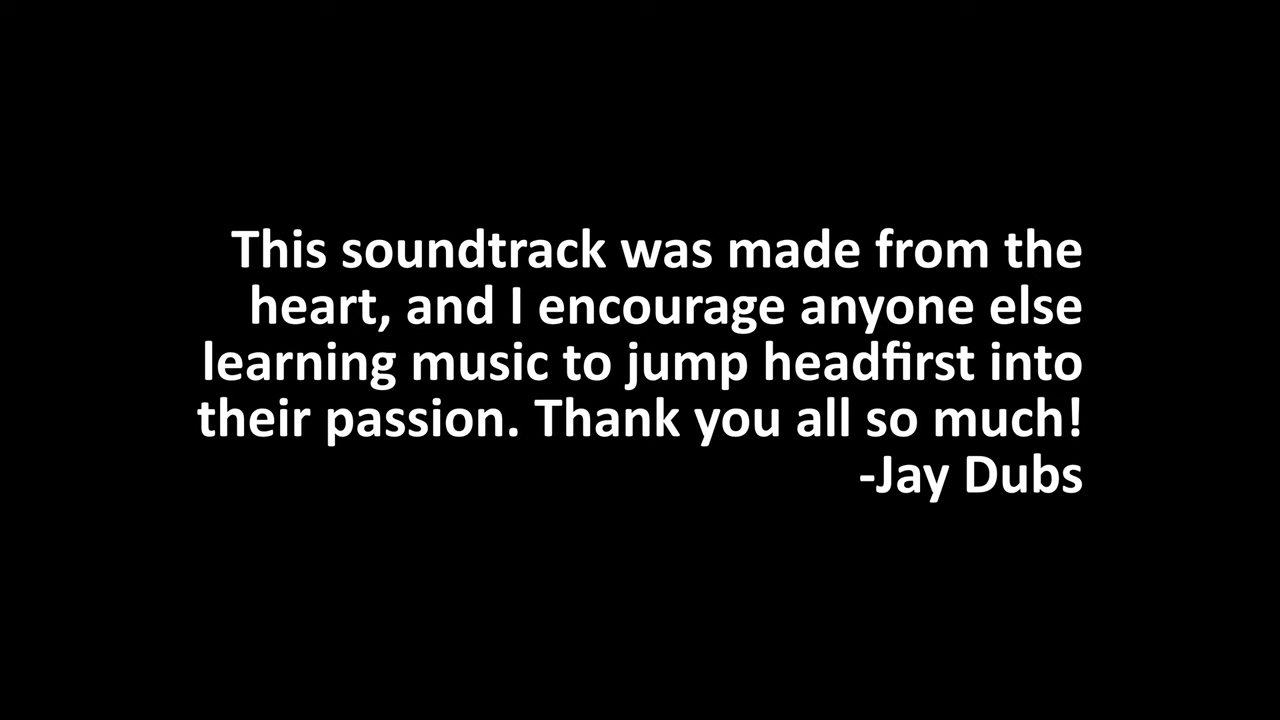 This soundtrack was made from the
heart, and I encourage anyone else
learning music to jump headfirst into
their passion. Thank you all so much!
-Jay Dubs